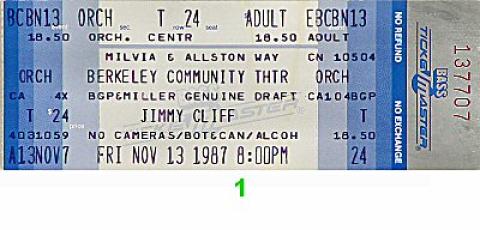 BCBN13 ORCH T 24 ADULT EBCBN13
18.50 ORCH. CENTR 18.50 ADULT
MILVIA & ALLSTON WAY CN 10504
ORCH BERKELEY COMMUNITY THTR ORCH
CA 4X BGP&MILLER GENUINE DRAFT CA104BGP
T 24 JIMMY CLIFF T
4Q31059 NO CAMERAS/BOT&CAN/ALCOH 18.50
A13NOV7 FRI NOV 13 1987 8:00PM 24
NO REFUND
NO EXCHANGE
BASS
TICKETMASTER
137707
1